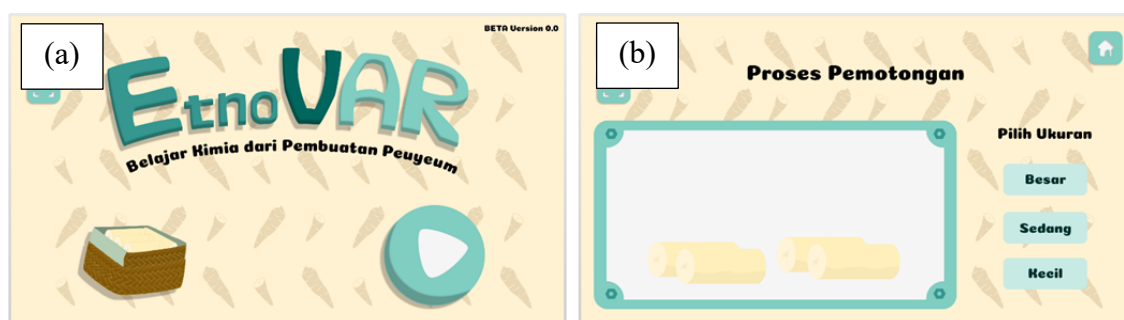 (a)
BETA Version 0.0
EtnoVAR
Belajar Kimia dari Pembuatan Peuyeum
(b)
Proses Pemotongan
Pilih Ukuran
Besar
Sedang
Kecil